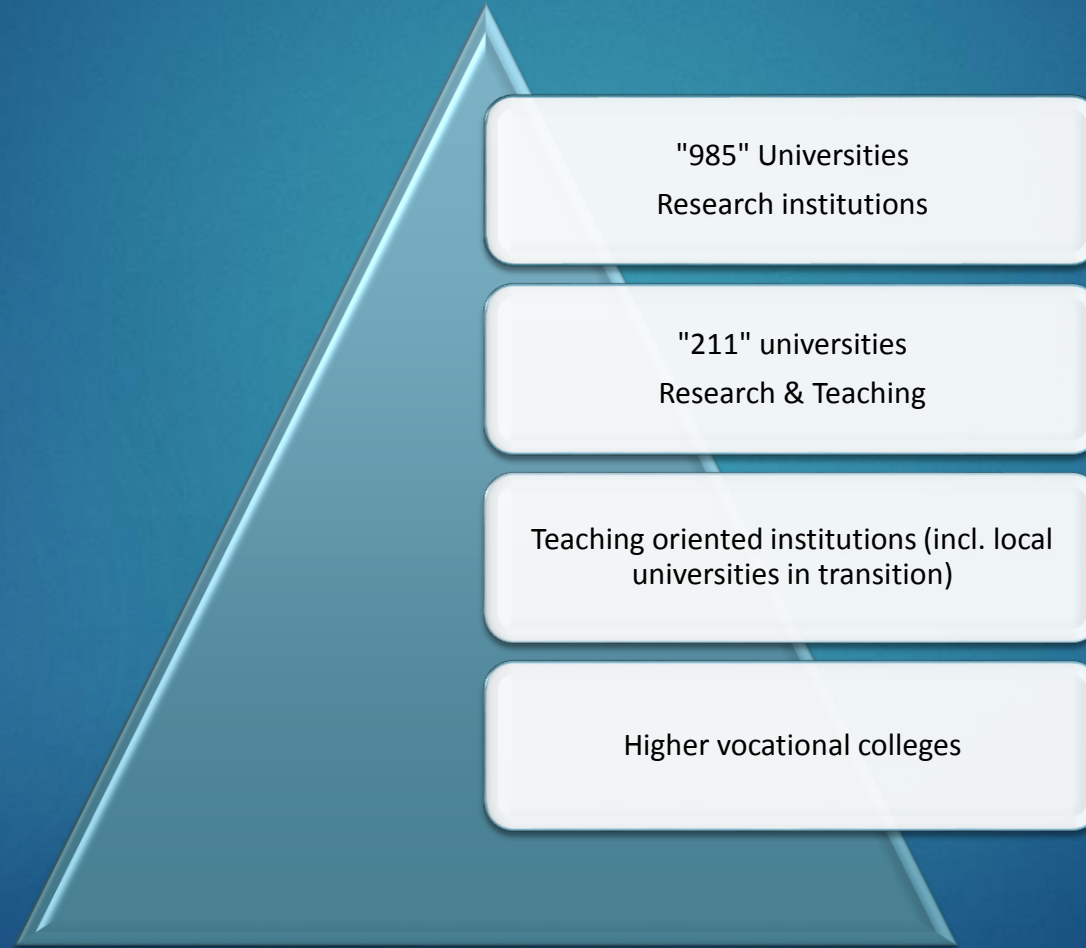 "985" Universities
Research institutions
"211" universities
Research & Teaching
Teaching oriented institutions (incl. local
universities in transition)
Higher vocational colleges